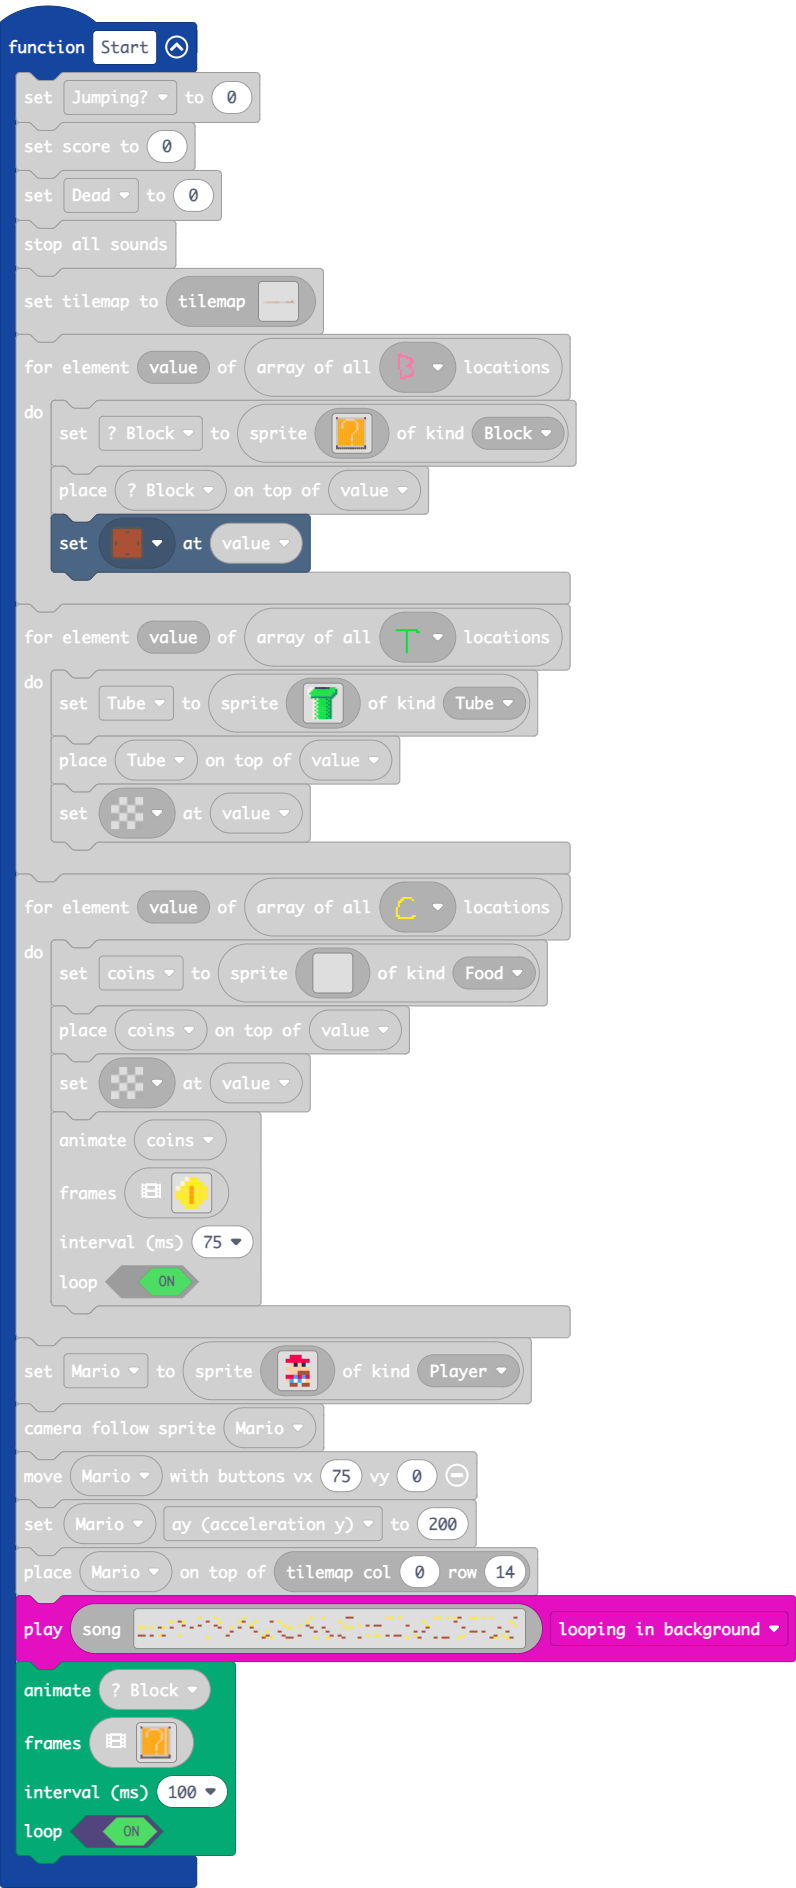 function Start
set Jumping? to 0
set score to 0
set Dead to 0
stop all sounds
set tilemap to tilemap
for element value of array of all B locations
do
set ? Block to sprite ? of kind Block
place ? Block on top of value
set at value
for element value of array of all T locations
do
set Tube to sprite of kind Tube
place Tube on top of value
set at value
for element value of array of all C locations
do
set coins to sprite of kind Food
place coins on top of value
set at value
animate coins
frames
interval (ms) 75
loop ON
set Mario to sprite of kind Player
camera follow sprite Mario
move Mario with buttons vx 75 vy 0
set Mario ay (acceleration y) to 200
place Mario on top of tilemap col 0 row 14
play song looping in background
animate ? Block
frames ?
interval (ms) 100
loop ON